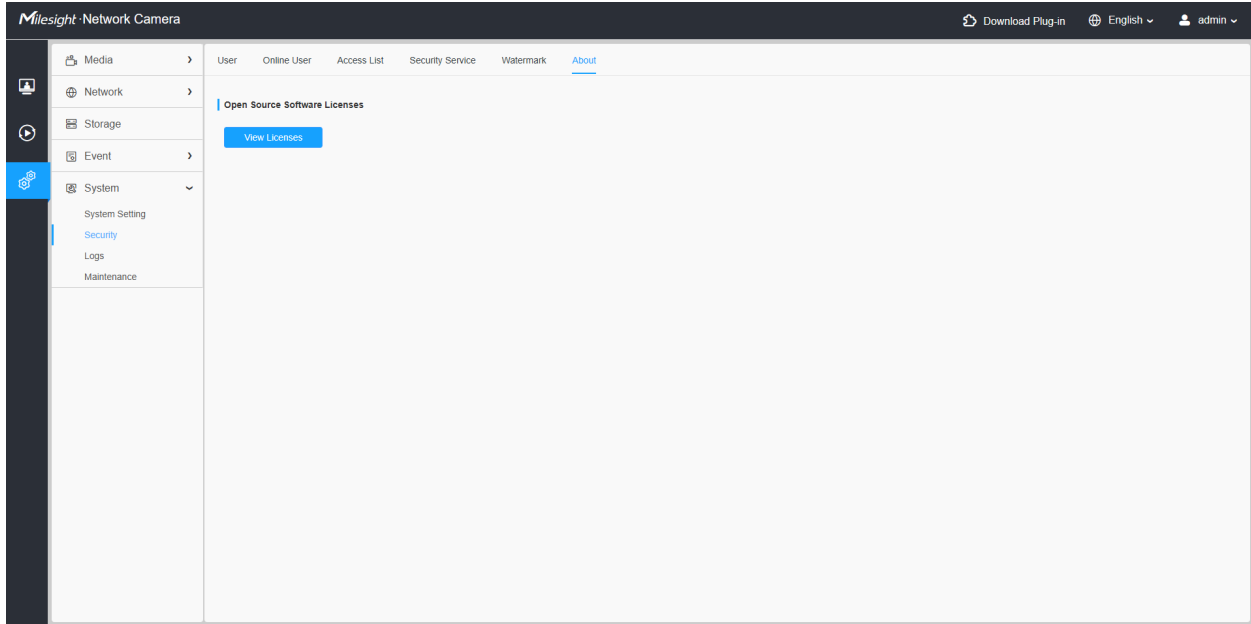 Milesight · Network Camera
Download Plug-in
English
admin
Media
Network
Storage
Event
System
System Setting
Security
Logs
Maintenance
User Online User Access List Security Service Watermark About
Open Source Software Licenses
View Licenses